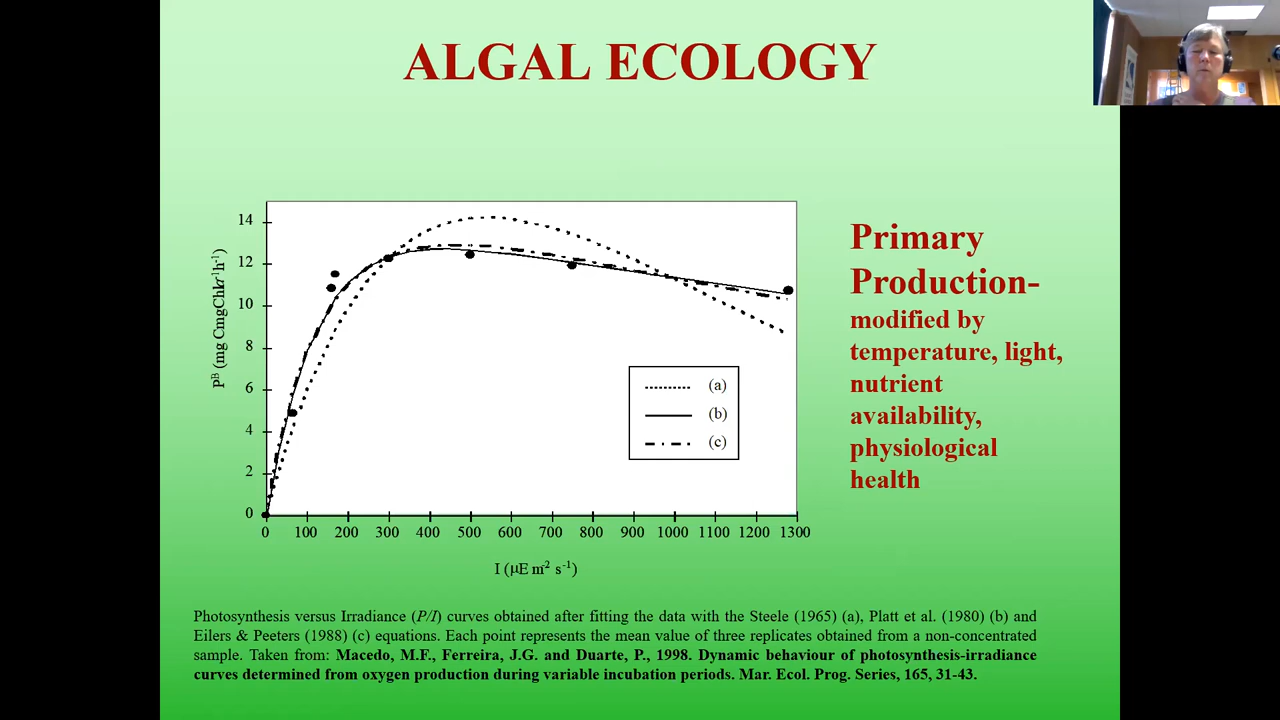 ALGAL ECOLOGY
14
12
10
8
6
4
2
0
P^B (mg CmgChl^-1h^-1)
0 100 200 300 400 500 600 700 800 900 1000 1100 1200 1300
I (µE m^-2 s^-1)
(a)
(b)
(c)
Primary
Production-
modified by
temperature, light,
nutrient
availability,
physiological
health
Photosynthesis versus Irradiance (P/I) curves obtained after fitting the data with the Steele (1965) (a), Platt et al. (1980) (b) and
Eilers & Peeters (1988) (c) equations. Each point represents the mean value of three replicates obtained from a non-concentrated
sample. Taken from: Macedo, M.F., Ferreira, J.G. and Duarte, P., 1998. Dynamic behaviour of photosynthesis-irradiance
curves determined from oxygen production during variable incubation periods. Mar. Ecol. Prog. Series, 165, 31-43.